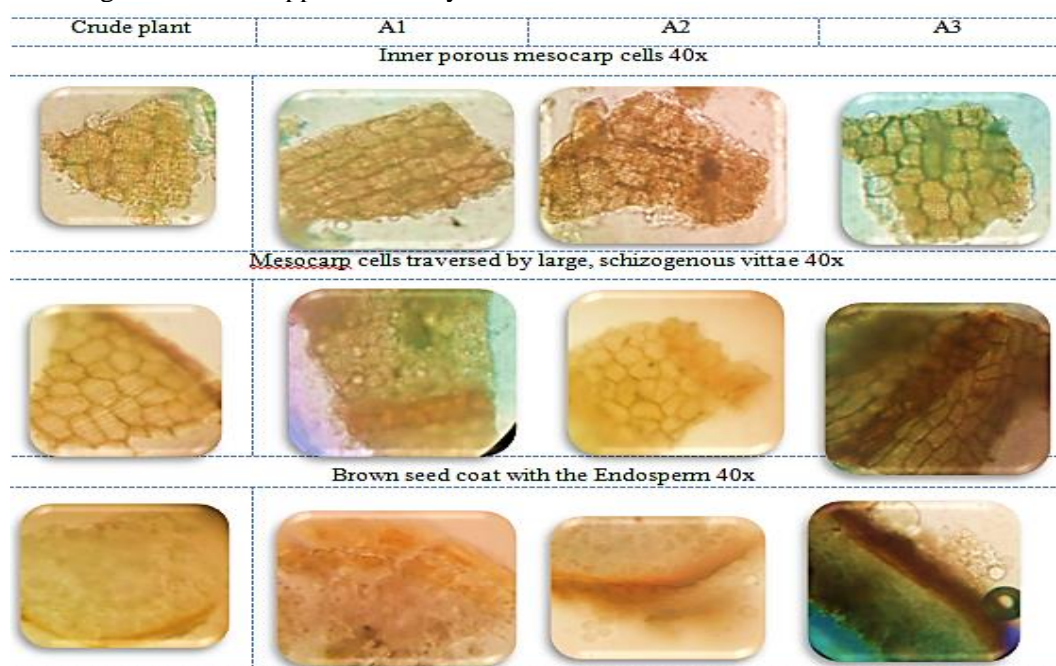 Crude plant A1 A2 A3
Inner porous mesocarp cells 40x
Mesocarp cells traversed by large, schizogenous vittae 40x
Brown seed coat with the Endosperm 40x